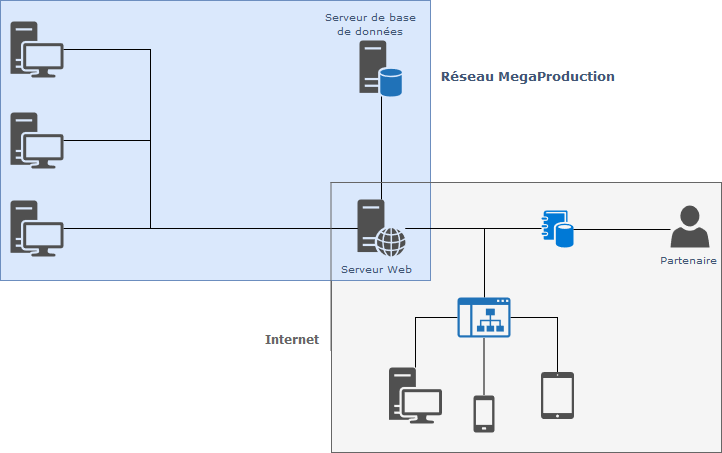 Serveur de base
de données
Réseau MegaProduction
Serveur Web
Partenaire
Internet